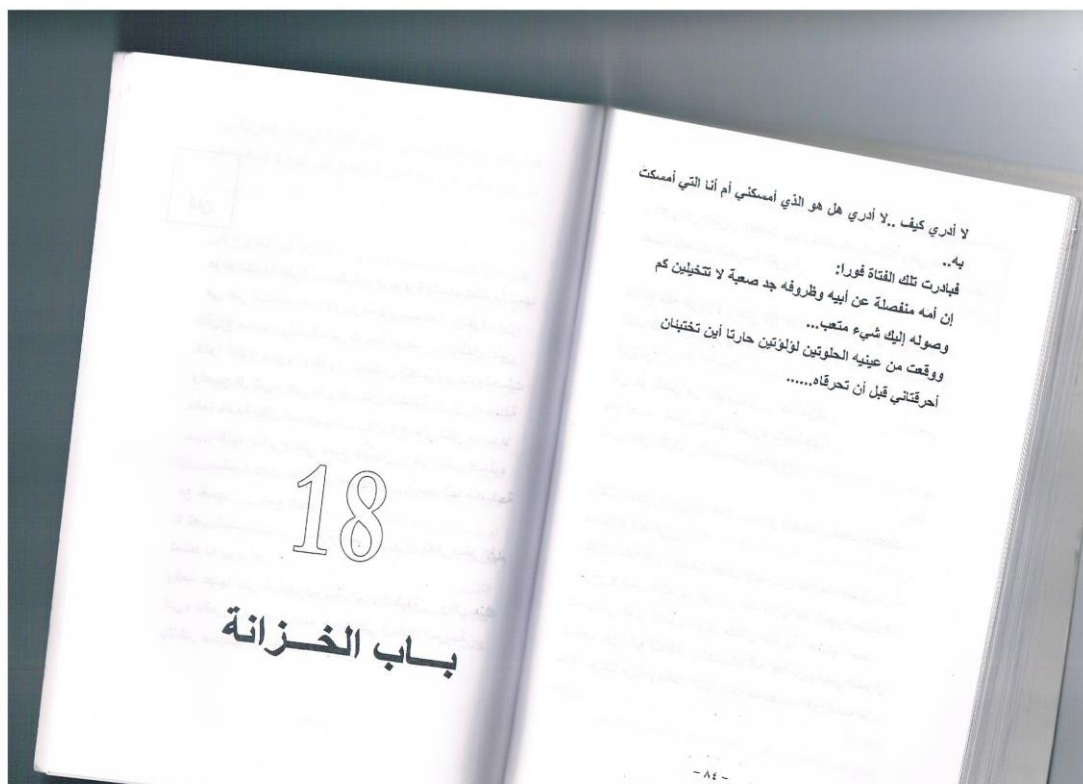 لا أدري كيف ..لا أدري هل هو الذي أمسكني أم أنا التي أمسكت
به..
فبادرت تلك الفتاة فورا:
إن أمه منفصلة عن أبيه وظروفه جد صعبة لا تتخيلين كم
وصوله إليك شيء متعب...
ووقعت من عينيه الحلوتين لؤلؤتين حارتا أين تختبئان
أحرقتاني قبل أن تحرقاه......
- ٨٤ -
18
بــاب الخــزانة